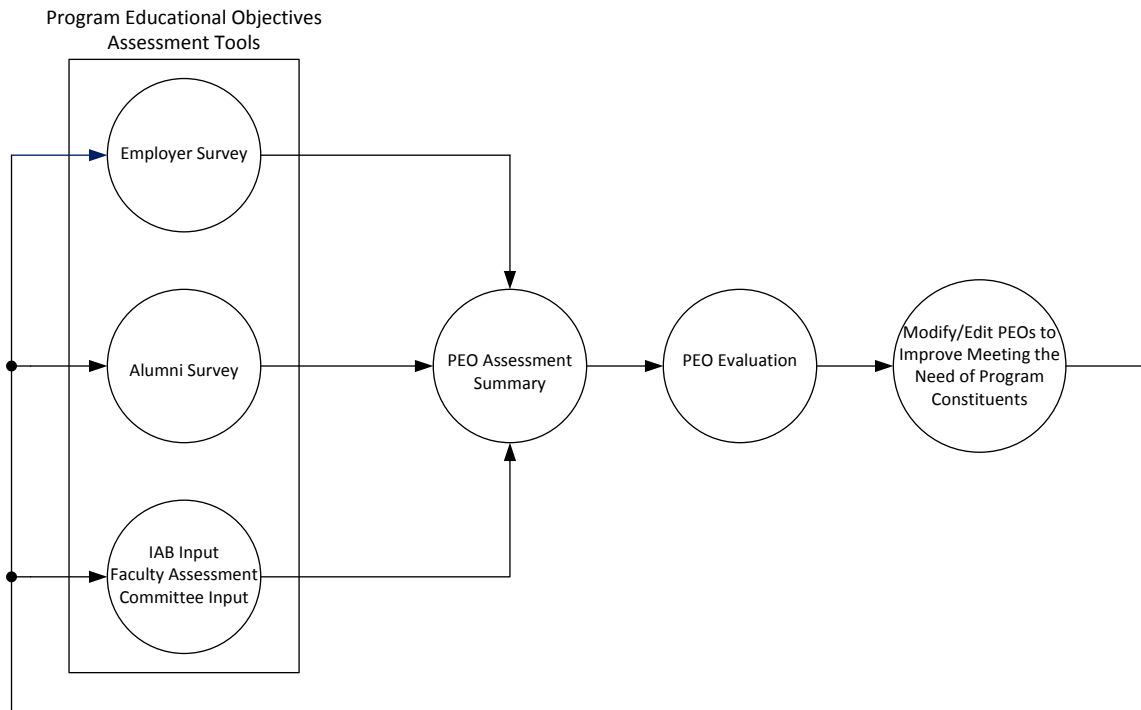 Program Educational Objectives
Assessment Tools
Employer Survey
Alumni Survey
IAB Input
Faculty Assessment
Committee Input
PEO Assessment
Summary
PEO Evaluation
Modify/Edit PEOs to
Improve Meeting the
Need of Program
Constituents